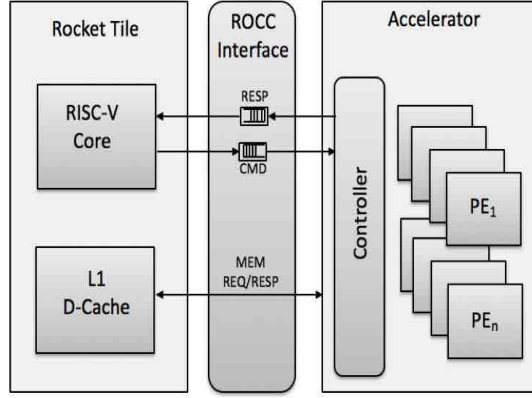 Rocket Tile
RISC-V
Core
L1
D-Cache
ROCC
Interface
RESP
CMD
MEM
REQ/RESP
Accelerator
Controller
PE1
PEn